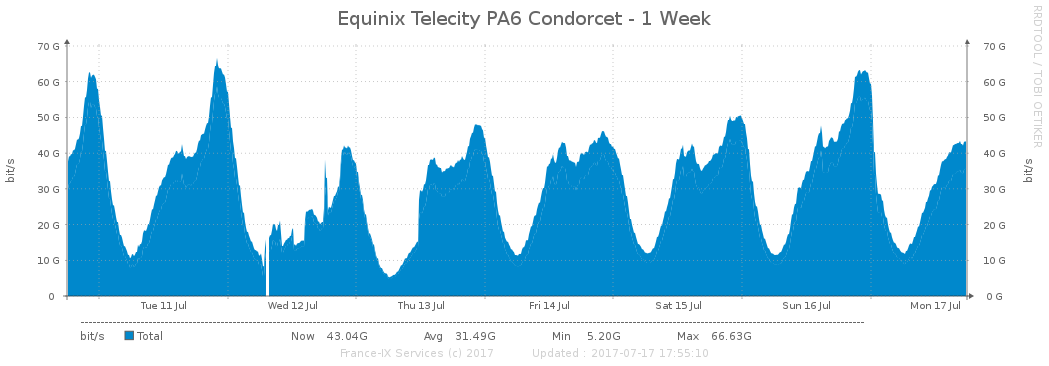 Equinix Telecity PA6 Condorcet - 1 Week
RRDTOOL / TOBI OETIKER
bit/s
70 G 70 G
60 G 60 G
50 G 50 G
40 G 40 G
30 G 30 G
20 G 20 G
10 G 10 G
0 0 G
bit/s
Tue 11 Jul Wed 12 Jul Thu 13 Jul Fri 14 Jul Sat 15 Jul Sun 16 Jul Mon 17 Jul
bit/s Total Now 43.04G Avg 31.49G Min 5.20G Max 66.63G
France-IX Services (c) 2017 Updated : 2017-07-17 17:55:10